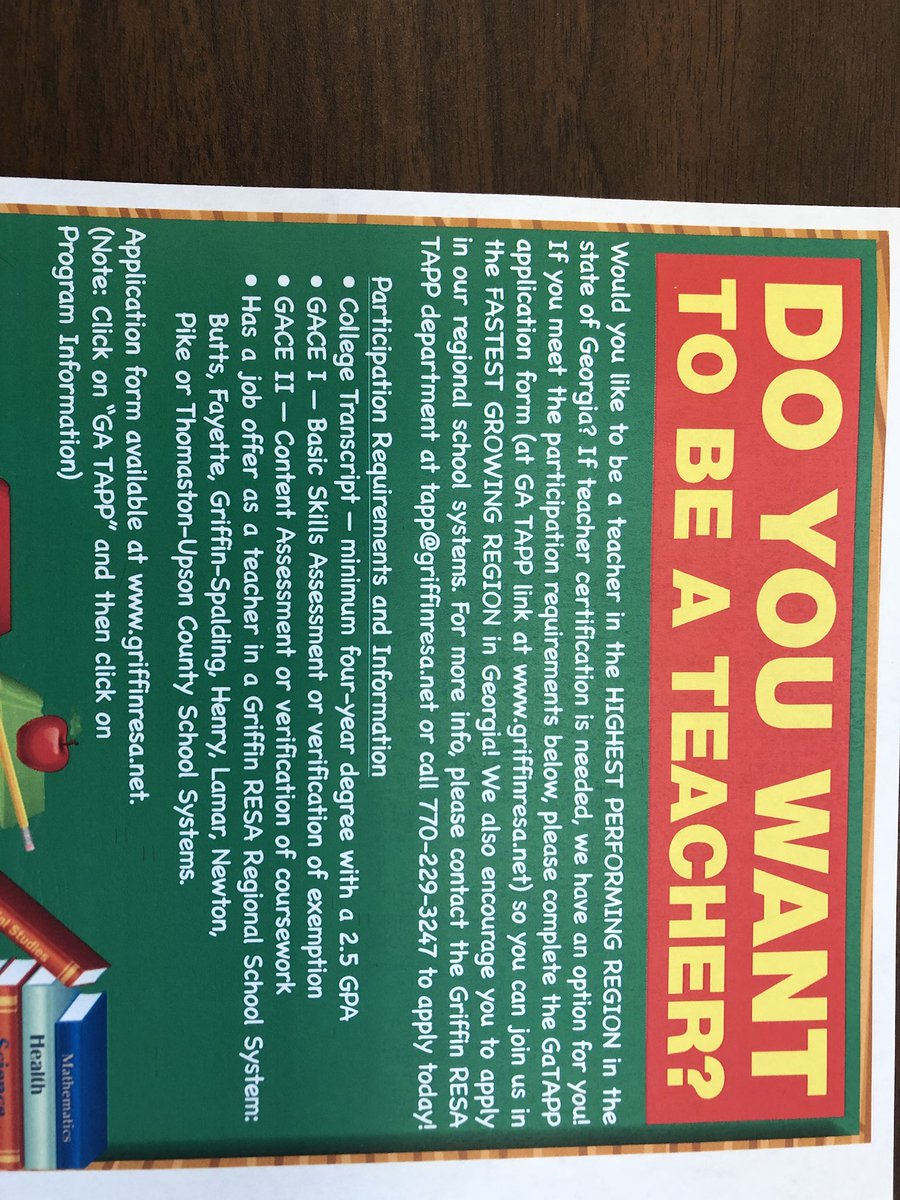 DO YOU WANT
TO BE A TEACHER?
Would you like to be a teacher in the HIGHEST PERFORMING REGION in the
state of Georgia? If teacher certification is needed, we have an option for you!
If you meet the participation requirements below, please complete the GaTAPP
application form (at GA TAPP link at www.griffinresa.net) so you can join us in
the FASTEST GROWING REGION in Georgia! We also encourage you to apply
in our regional school systems. For more info, please contact the Griffin RESA
TAPP department at tapp@griffinresa.net or call 770-229-3247 to apply today!
Participation Requirements and Information
• College Transcript — minimum four-year degree with a 2.5 GPA
• GACE I — Basic Skills Assessment or verification of exemption
• GACE II — Content Assessment or verification of coursework
• Has a job offer as a teacher in a Griffin RESA Regional School System:
Butts, Fayette, Griffin-Spalding, Henry, Lamar, Newton,
Pike or Thomaston-Upson County School Systems.
Application form available at www.griffinresa.net.
(Note: Click on “GA TAPP” and then click on
Program Information)
Studies
Mathematics
Health
Science